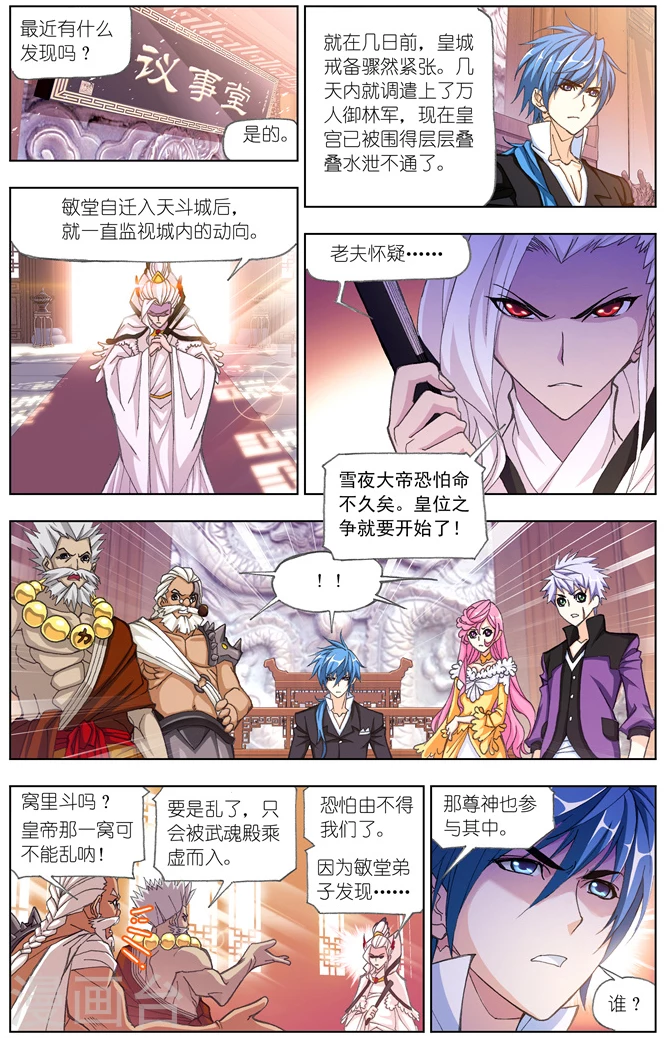 最近有什么
发现吗？
议事堂
是的。
就在几日前，皇城
戒备骤然紧张。几
天内就调遣上了万
人御林军，现在皇
宫已被围得层层叠
叠水泄不通了。
敏堂自迁入天斗城后，
就一直监视城内的动向。
老夫怀疑……
雪夜大帝恐怕命
不久矣。皇位之
争就要开始了！
！！
窝里斗吗？
皇帝那一窝可
不能乱呐！
要是乱了，只
会被武魂殿乘
虚而入。
恐怕由不得
我们了。
因为敏堂弟
子发现……
那尊神也参
与其中。
谁？
漫画台